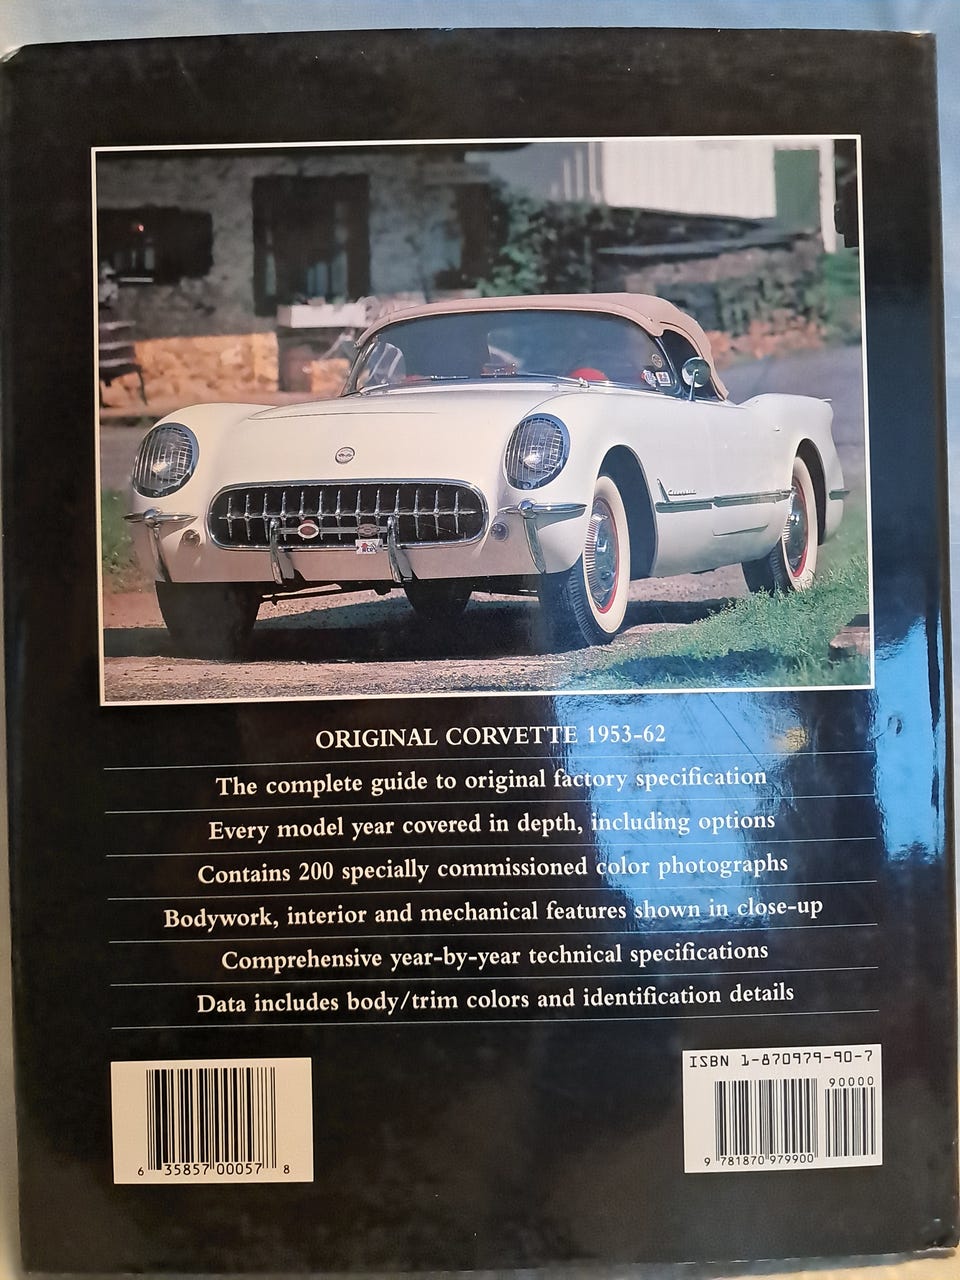 ORIGINAL CORVETTE 1953-62
The complete guide to original factory specification
Every model year covered in depth, including options
Contains 200 specially commissioned color photographs
Bodywork, interior and mechanical features shown in close-up
Comprehensive year-by-year technical specifications
Data includes body/trim colors and identification details
6 35857 00057 8
ISBN 1-870979-90-7
90000
9 781870 979900